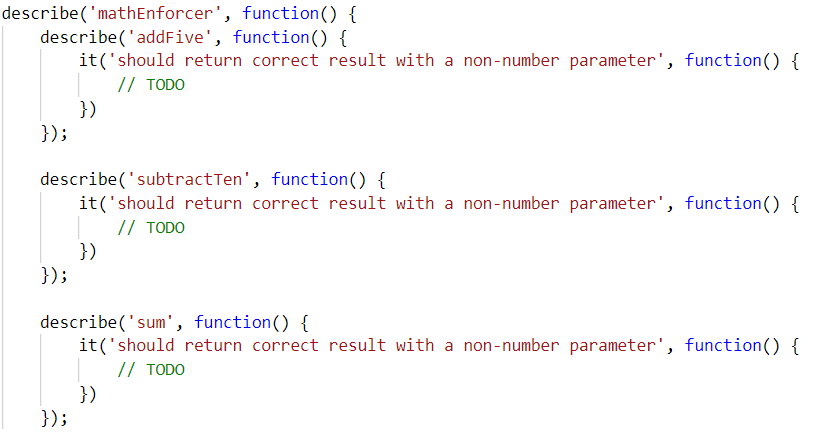 describe('mathEnforcer', function() {
    describe('addFive', function() {
        it('should return correct result with a non-number parameter', function() {
            // TODO
        })
    });

    describe('subtractTen', function() {
        it('should return correct result with a non-number parameter', function() {
            // TODO
        })
    });

    describe('sum', function() {
        it('should return correct result with a non-number parameter', function() {
            // TODO
        })
    });